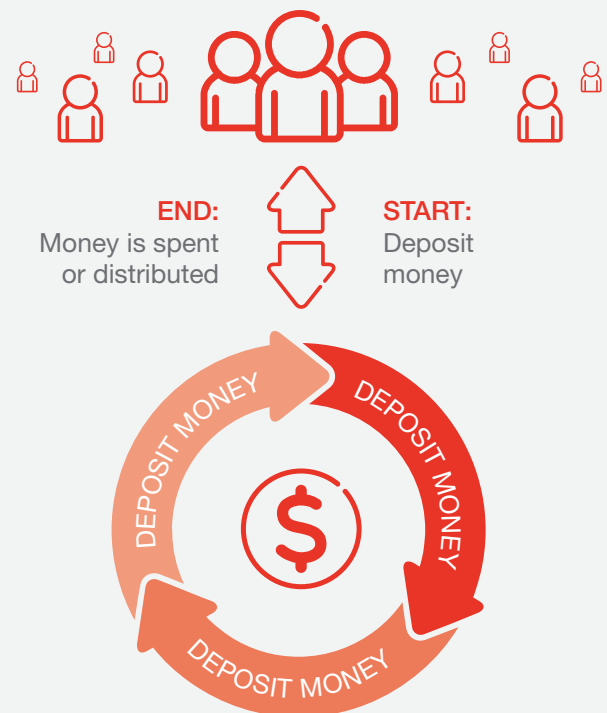 END:
Money is spent
or distributed
START:
Deposit
money
DEPOSIT MONEY
DEPOSIT MONEY
DEPOSIT MONEY
$